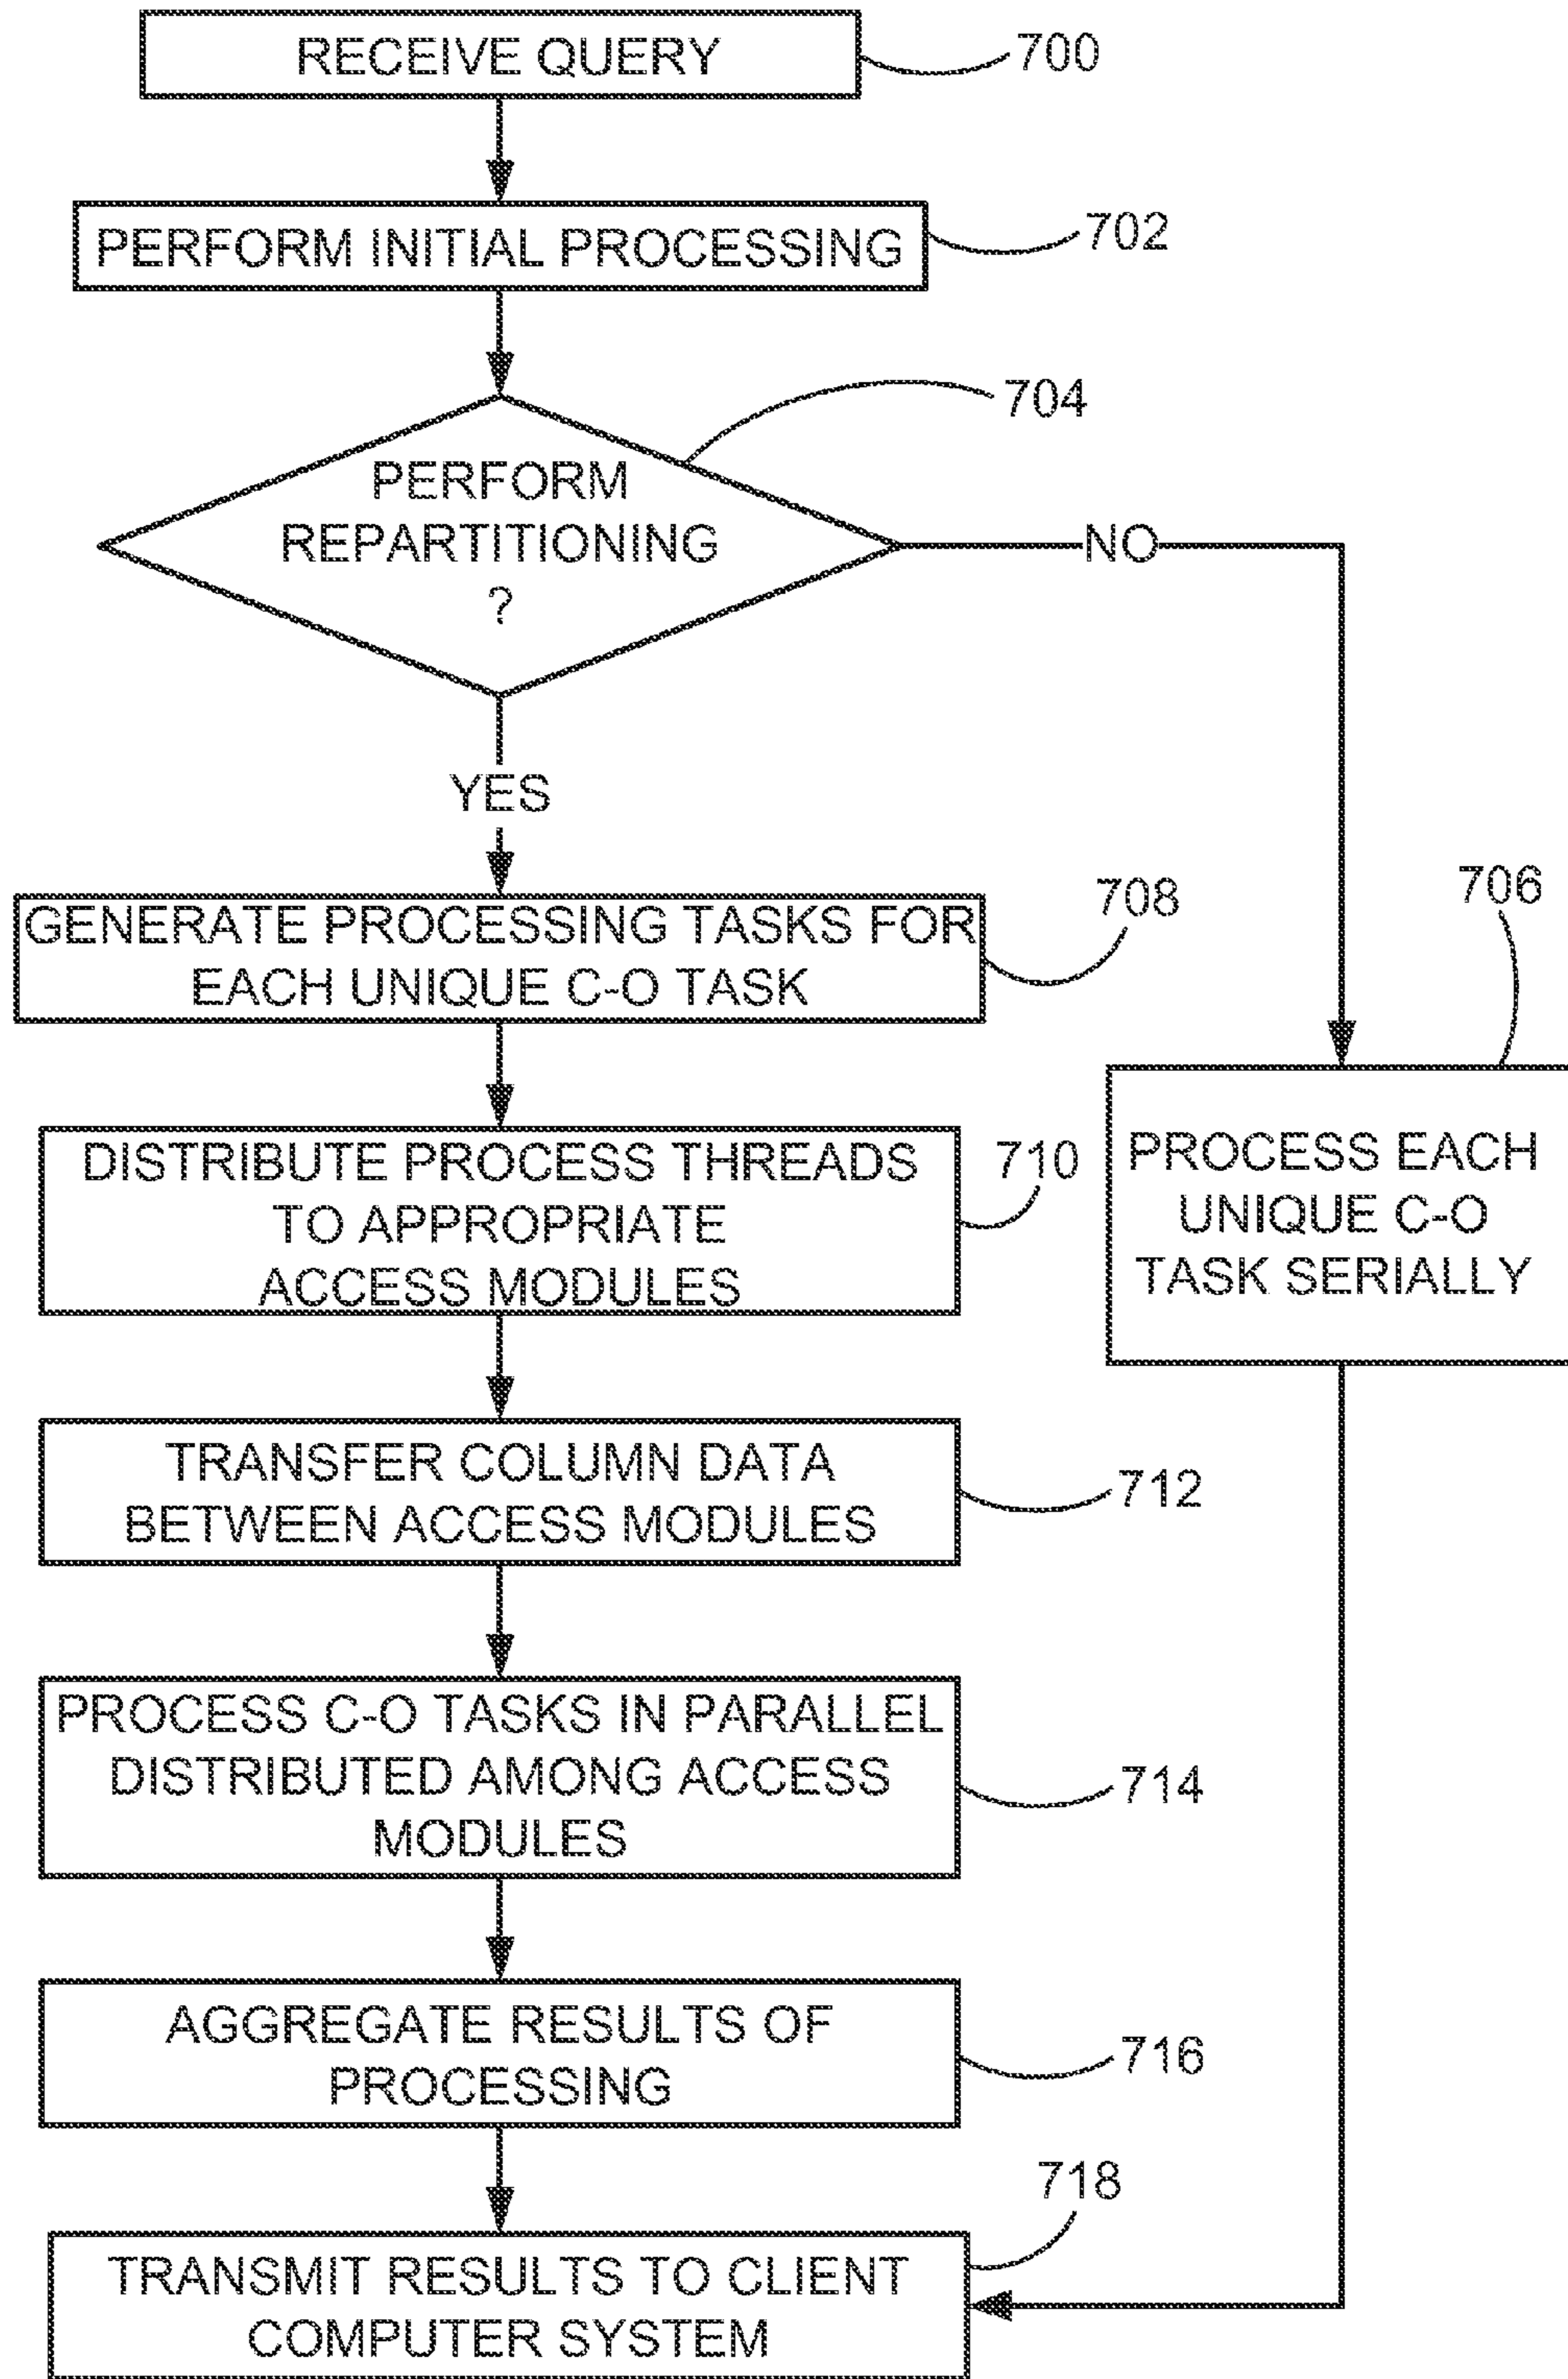 RECEIVE QUERY
700
PERFORM INITIAL PROCESSING
702
704
PERFORM
REPARTITIONING
?
NO
YES
708
706
GENERATE PROCESSING TASKS FOR
EACH UNIQUE C-O TASK
DISTRIBUTE PROCESS THREADS
TO APPROPRIATE
ACCESS MODULES
710
PROCESS EACH
UNIQUE C-O
TASK SERIALLY
TRANSFER COLUMN DATA
BETWEEN ACCESS MODULES
712
PROCESS C-O TASKS IN PARALLEL
DISTRIBUTED AMONG ACCESS
MODULES
714
AGGREGATE RESULTS OF
PROCESSING
716
718
TRANSMIT RESULTS TO CLIENT
COMPUTER SYSTEM